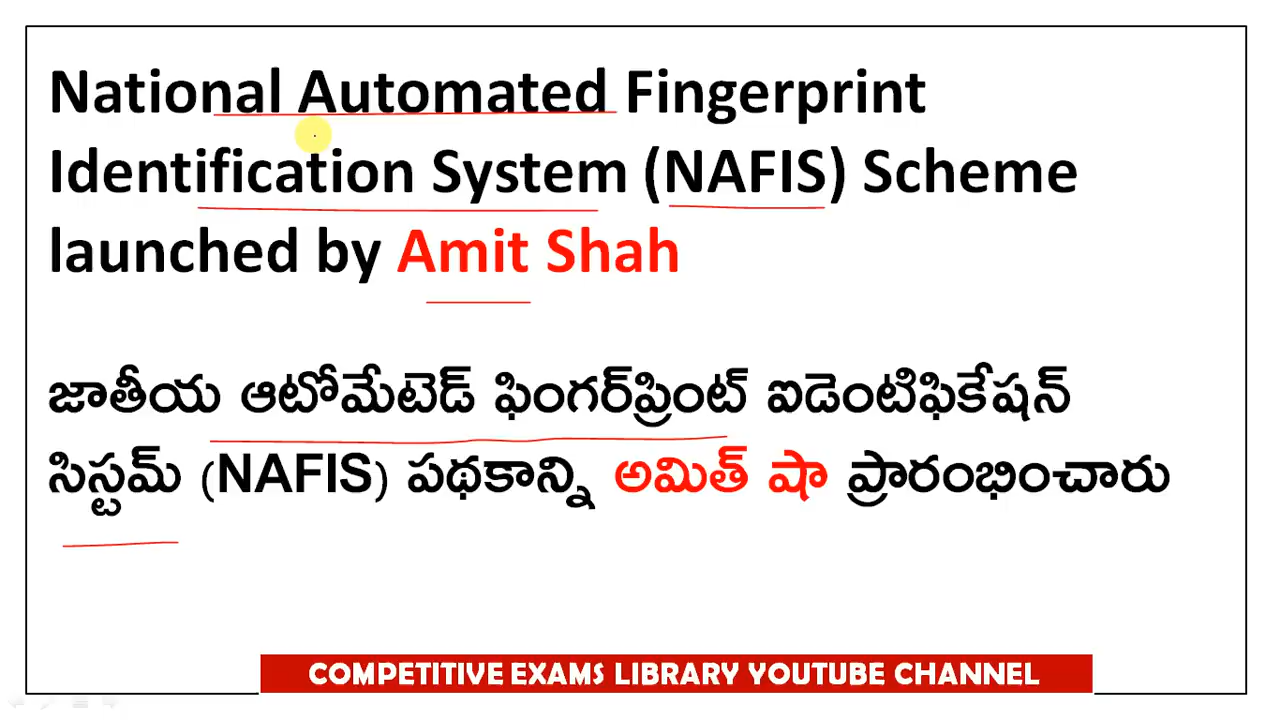 National Automated Fingerprint
Identification System (NAFIS) Scheme
launched by Amit Shah
జాతీయ ఆటోమేటెడ్ ఫింగర్‌ప్రింట్ ఐడెంటిఫికేషన్
సిస్టమ్ (NAFIS) పథకాన్ని అమిత్ షా ప్రారంభించారు
COMPETITIVE EXAMS LIBRARY YOUTUBE CHANNEL